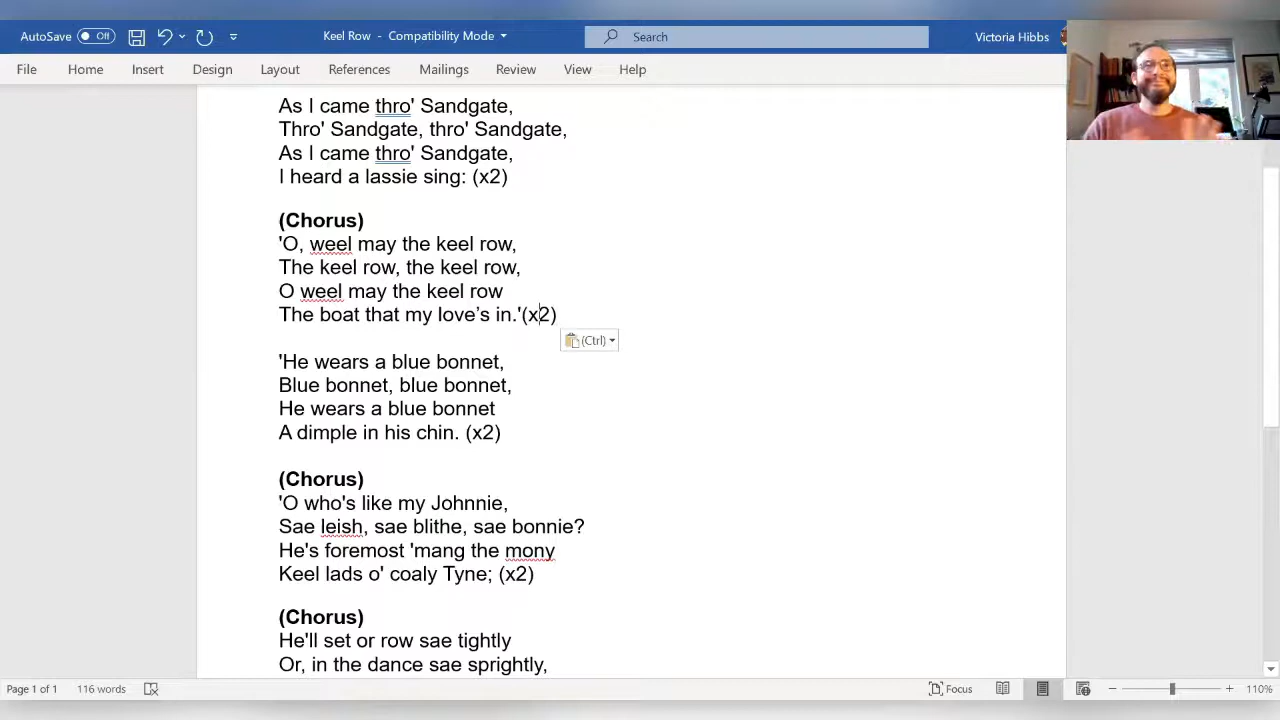 AutoSave Off Keel Row - Compatibility Mode Search Victoria Hibbs
File Home Insert Design Layout References Mailings Review View Help
As I came thro' Sandgate,
Thro' Sandgate, thro' Sandgate,
As I came thro' Sandgate,
I heard a lassie sing: (x2)
(Chorus)
'O, weel may the keel row,
The keel row, the keel row,
O weel may the keel row
The boat that my love’s in.'(x2)
(Ctrl)
'He wears a blue bonnet,
Blue bonnet, blue bonnet,
He wears a blue bonnet
A dimple in his chin. (x2)
(Chorus)
'O who's like my Johnnie,
Sae leish, sae blithe, sae bonnie?
He's foremost 'mang the mony
Keel lads o' coaly Tyne; (x2)
(Chorus)
He'll set or row sae tightly
Or, in the dance sae sprightly,
Page 1 of 1 116 words Focus 110%